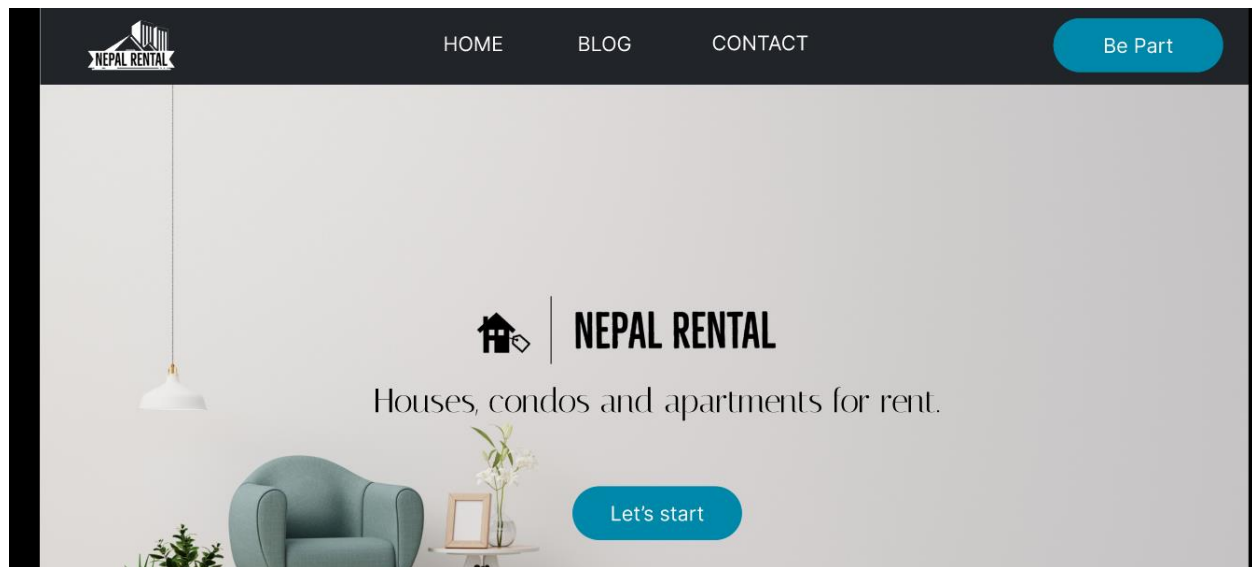 NEPAL RENTAL
HOME BLOG CONTACT Be Part
NEPAL RENTAL
Houses, condos and apartments for rent.
Let's start